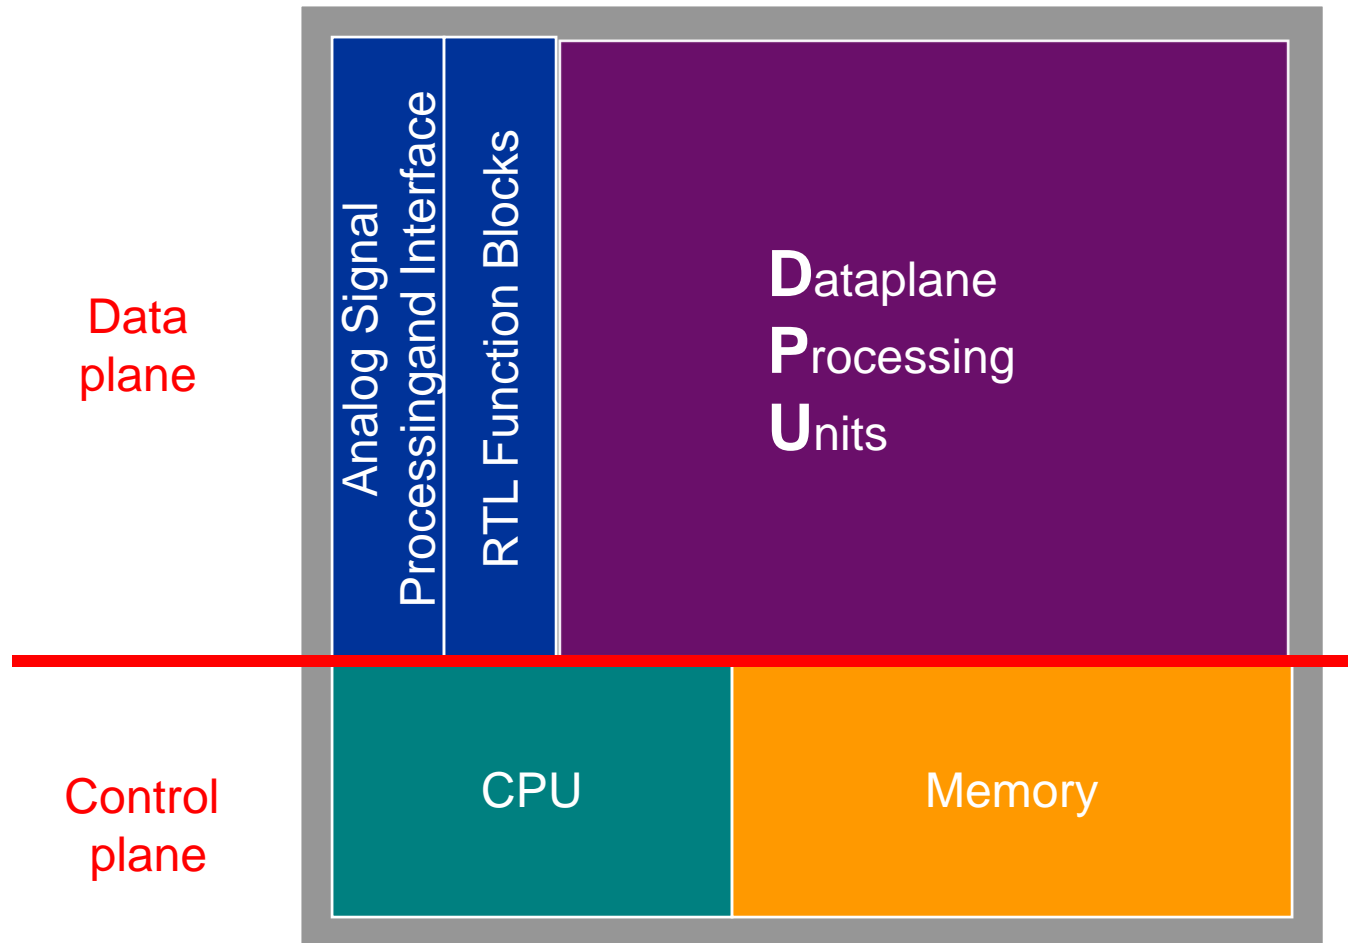 Data
plane
Analog Signal
Processingand Interface
RTL Function Blocks
Dataplane
Processing
Units
Control
plane
CPU
Memory